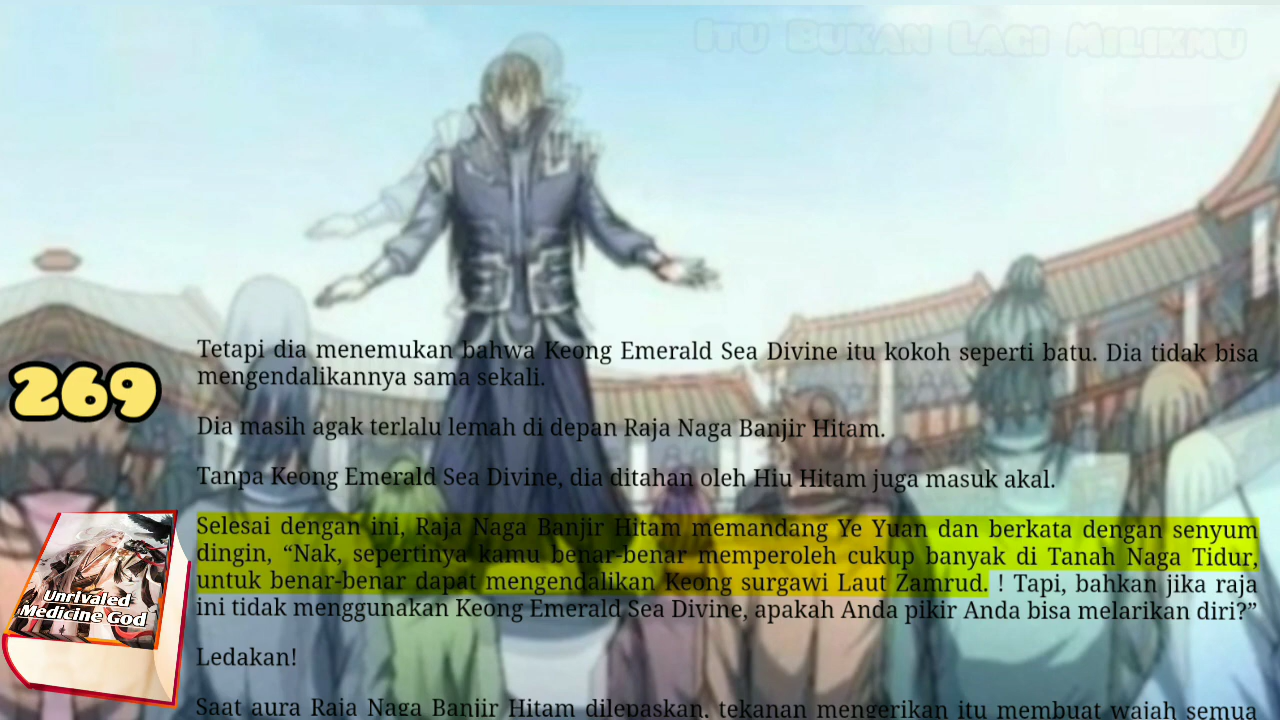 Itu Bukan Lagi Milikmu
Tetapi dia menemukan bahwa Keong Emerald Sea Divine itu kokoh seperti batu. Dia tidak bisa
mengendalikannya sama sekali.
269
Dia masih agak terlalu lemah di depan Raja Naga Banjir Hitam.
Tanpa Keong Emerald Sea Divine, dia ditahan oleh Hiu Hitam juga masuk akal.
Selesai dengan ini, Raja Naga Banjir Hitam memandang Ye Yuan dan berkata dengan senyum
dingin, “Nak, sepertinya kamu benar-benar memperoleh cukup banyak di Tanah Naga Tidur,
untuk benar-benar dapat mengendalikan Keong surgawi Laut Zamrud. ! Tapi, bahkan jika raja
ini tidak menggunakan Keong Emerald Sea Divine, apakah Anda pikir Anda bisa melarikan diri?”
Unrivaled
Medicine God
Ledakan!
Saat aura Raja Naga Banjir Hitam dilepaskan, tekanan mengerikan itu membuat wajah semua